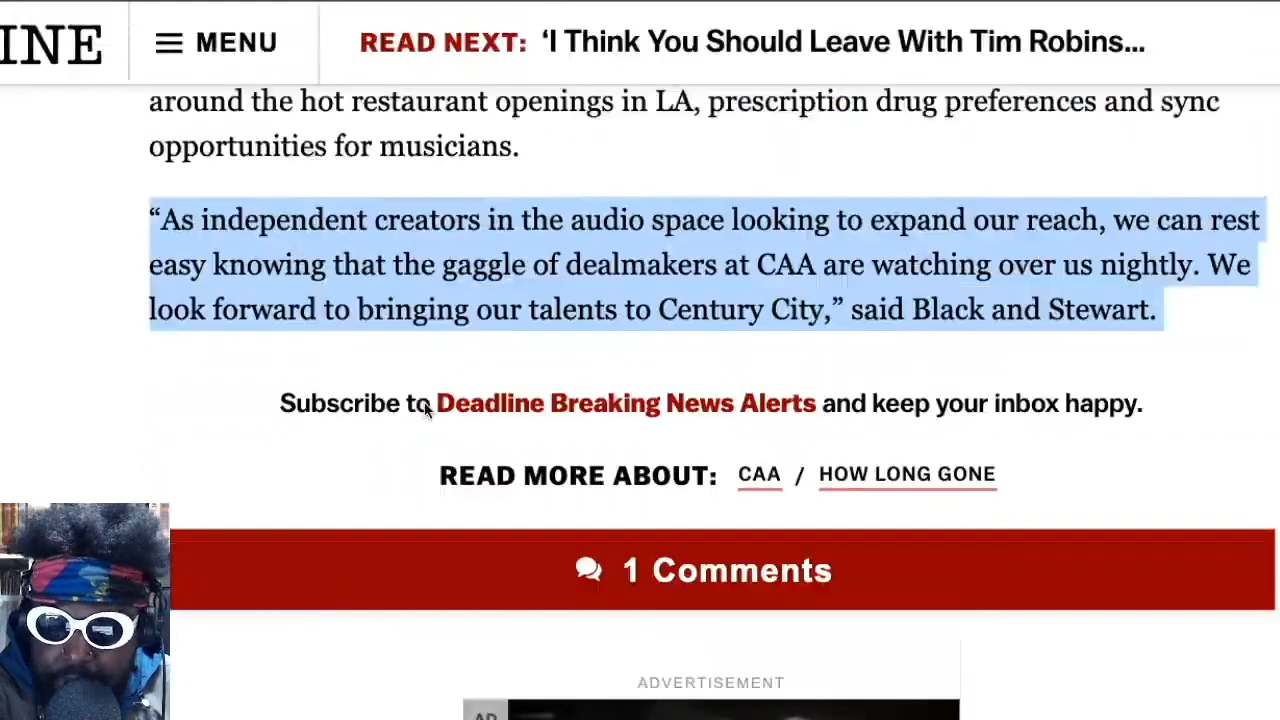 INE
MENU
READ NEXT: ‘I Think You Should Leave With Tim Robins...
around the hot restaurant openings in LA, prescription drug preferences and sync
opportunities for musicians.
“As independent creators in the audio space looking to expand our reach, we can rest
easy knowing that the gaggle of dealmakers at CAA are watching over us nightly. We
look forward to bringing our talents to Century City,” said Black and Stewart.
Subscribe to Deadline Breaking News Alerts and keep your inbox happy.
READ MORE ABOUT: CAA / HOW LONG GONE
1 Comments
ADVERTISEMENT
AD